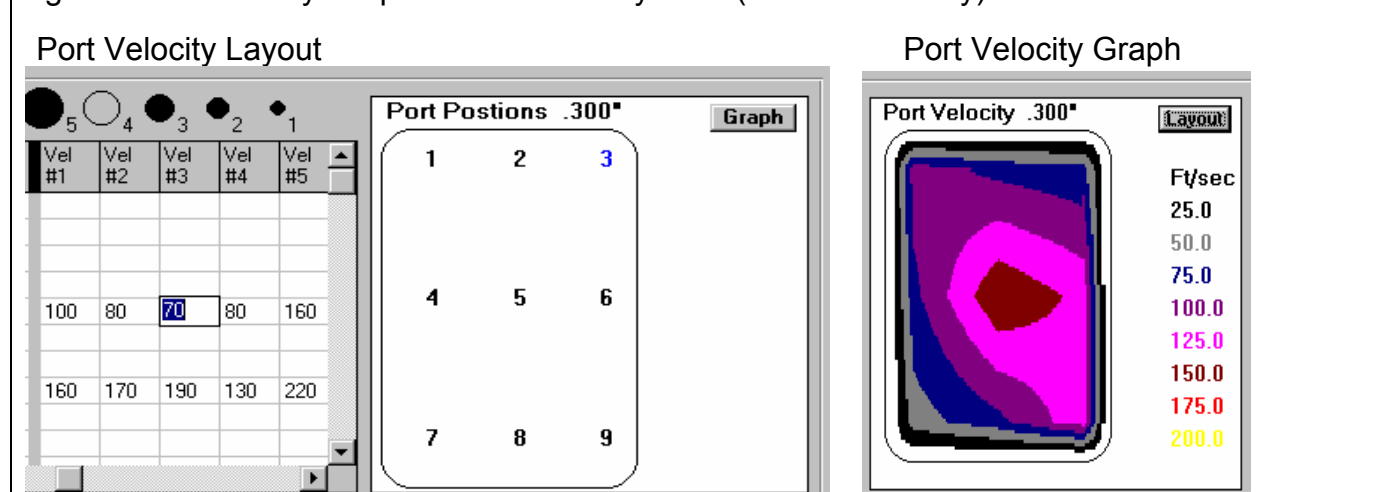 Port Velocity Layout
Port Velocity Graph
5 4 3 2 1
Vel #1 Vel #2 Vel #3 Vel #4 Vel #5
100 80 70 80 160
160 170 190 130 220
Port Postions .300"
Graph
1 2 3
4 5 6
7 8 9
Port Velocity .300"
Layout
Ft/sec
25.0
50.0
75.0
100.0
125.0
150.0
175.0
200.0